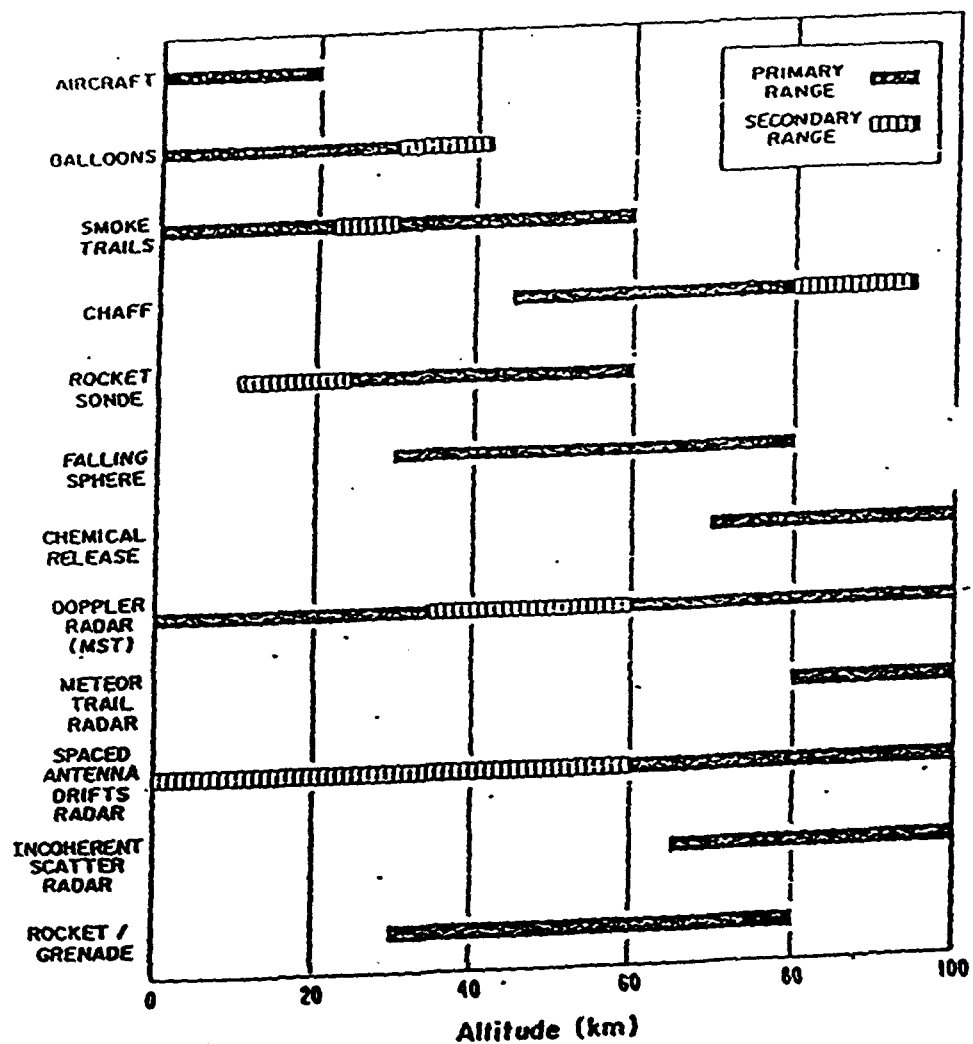 AIRCRAFT
BALLOONS
SMOKE
TRAILS
CHAFF
ROCKET
SONDE
FALLING
SPHERE
CHEMICAL
RELEASE
DOPPLER
RADAR
(MST)
METEOR
TRAIL
RADAR
SPACED
ANTENNA
DRIFTS
RADAR
INCOHERENT
SCATTER
RADAR
ROCKET /
GRENADE
PRIMARY
RANGE
SECONDARY
RANGE
0 20 40 60 80 100
Altitude (km)